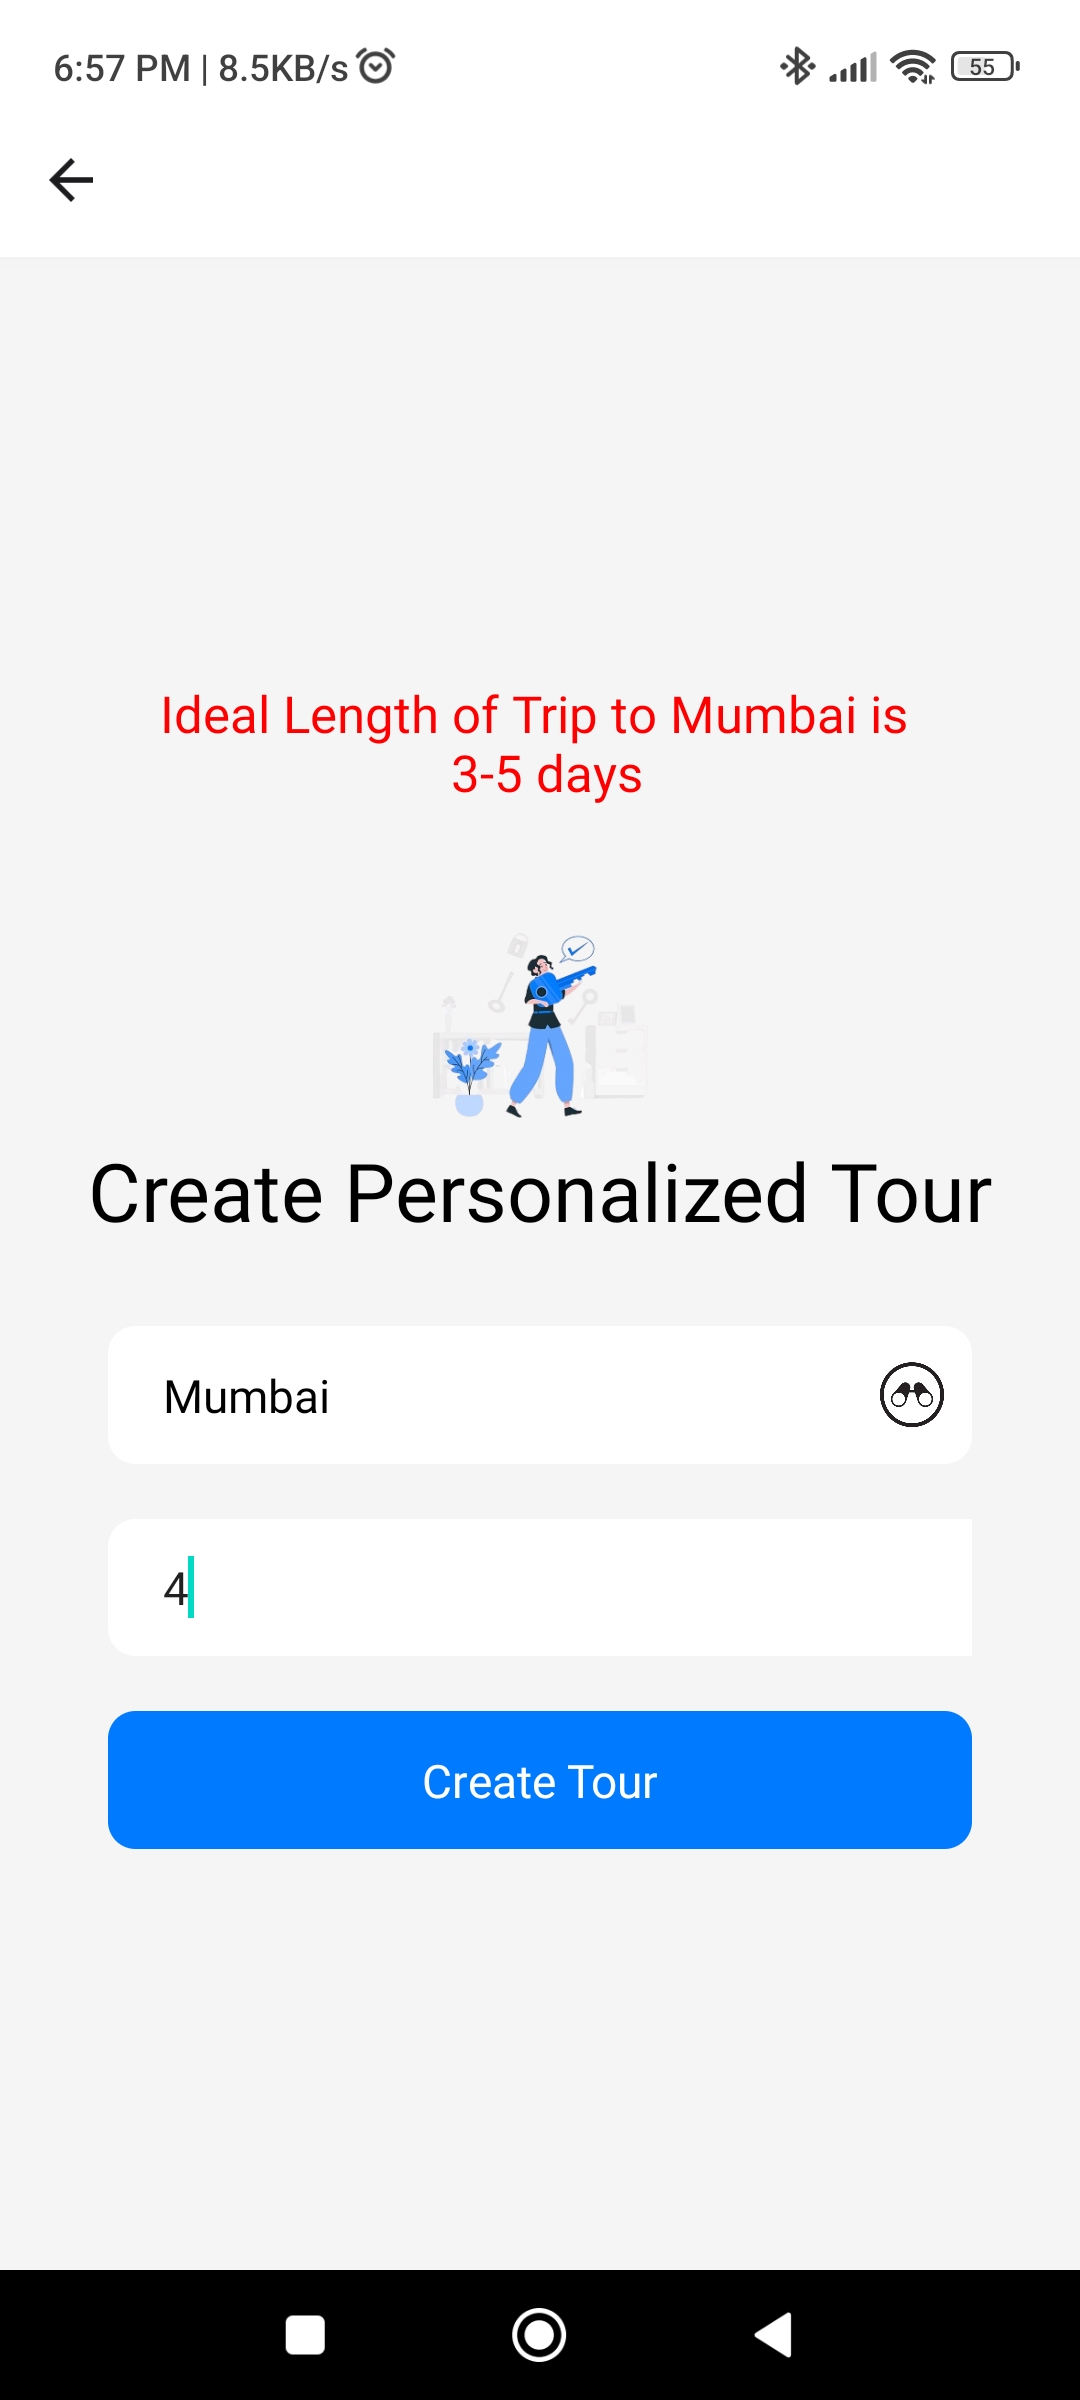 6:57 PM | 8.5KB/s
55
Ideal Length of Trip to Mumbai is
3-5 days
Create Personalized Tour
Mumbai
4
Create Tour